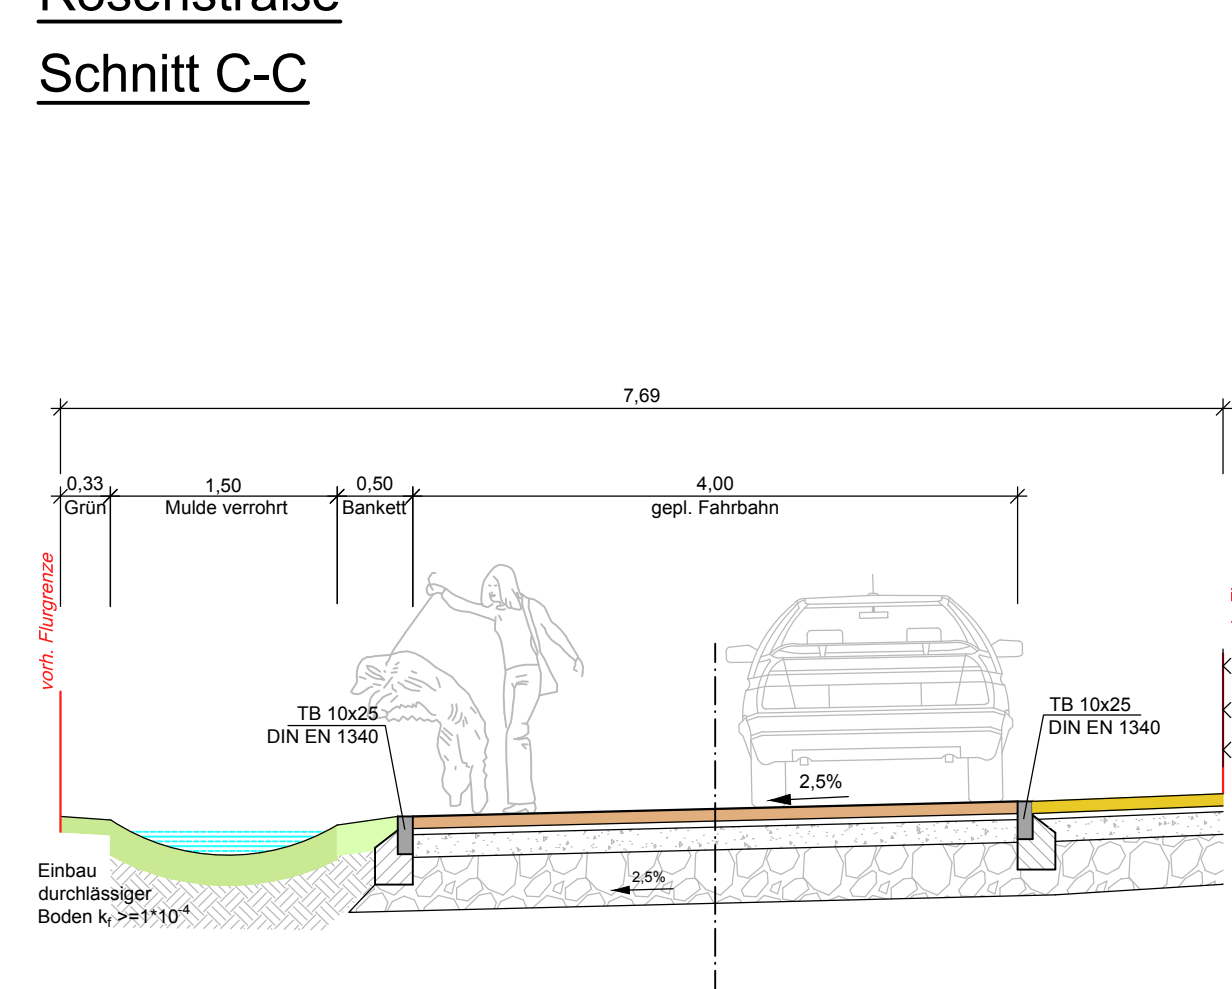 Rosenstraße
Schnitt C-C
7,69
0,33
1,50
0,50
4,00
Grün
Mulde verrohrt
Bankett
gepl. Fahrbahn
vorh. Flurgrenze
TB 10x25
DIN EN 1340
TB 10x25
DIN EN 1340
2,5%
2,5%
Einbau
durchlässiger
Boden kf >=1*10-4